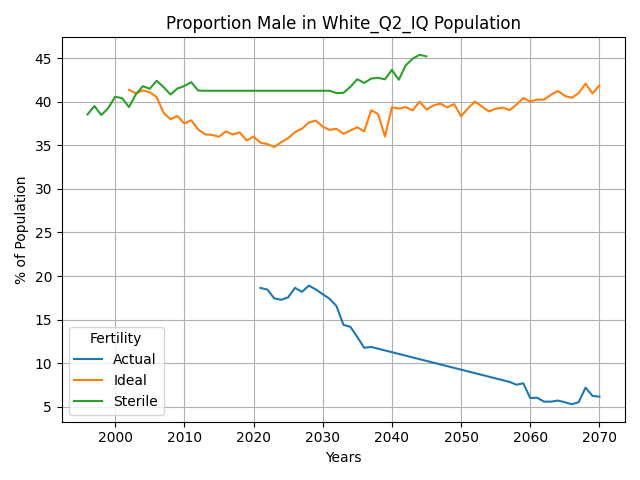 Proportion Male in White_Q2_IQ Population
% of Population
45
40
35
30
25
20
15
10
5
Fertility
Actual
Ideal
Sterile
2000 2010 2020 2030 2040 2050 2060 2070
Years